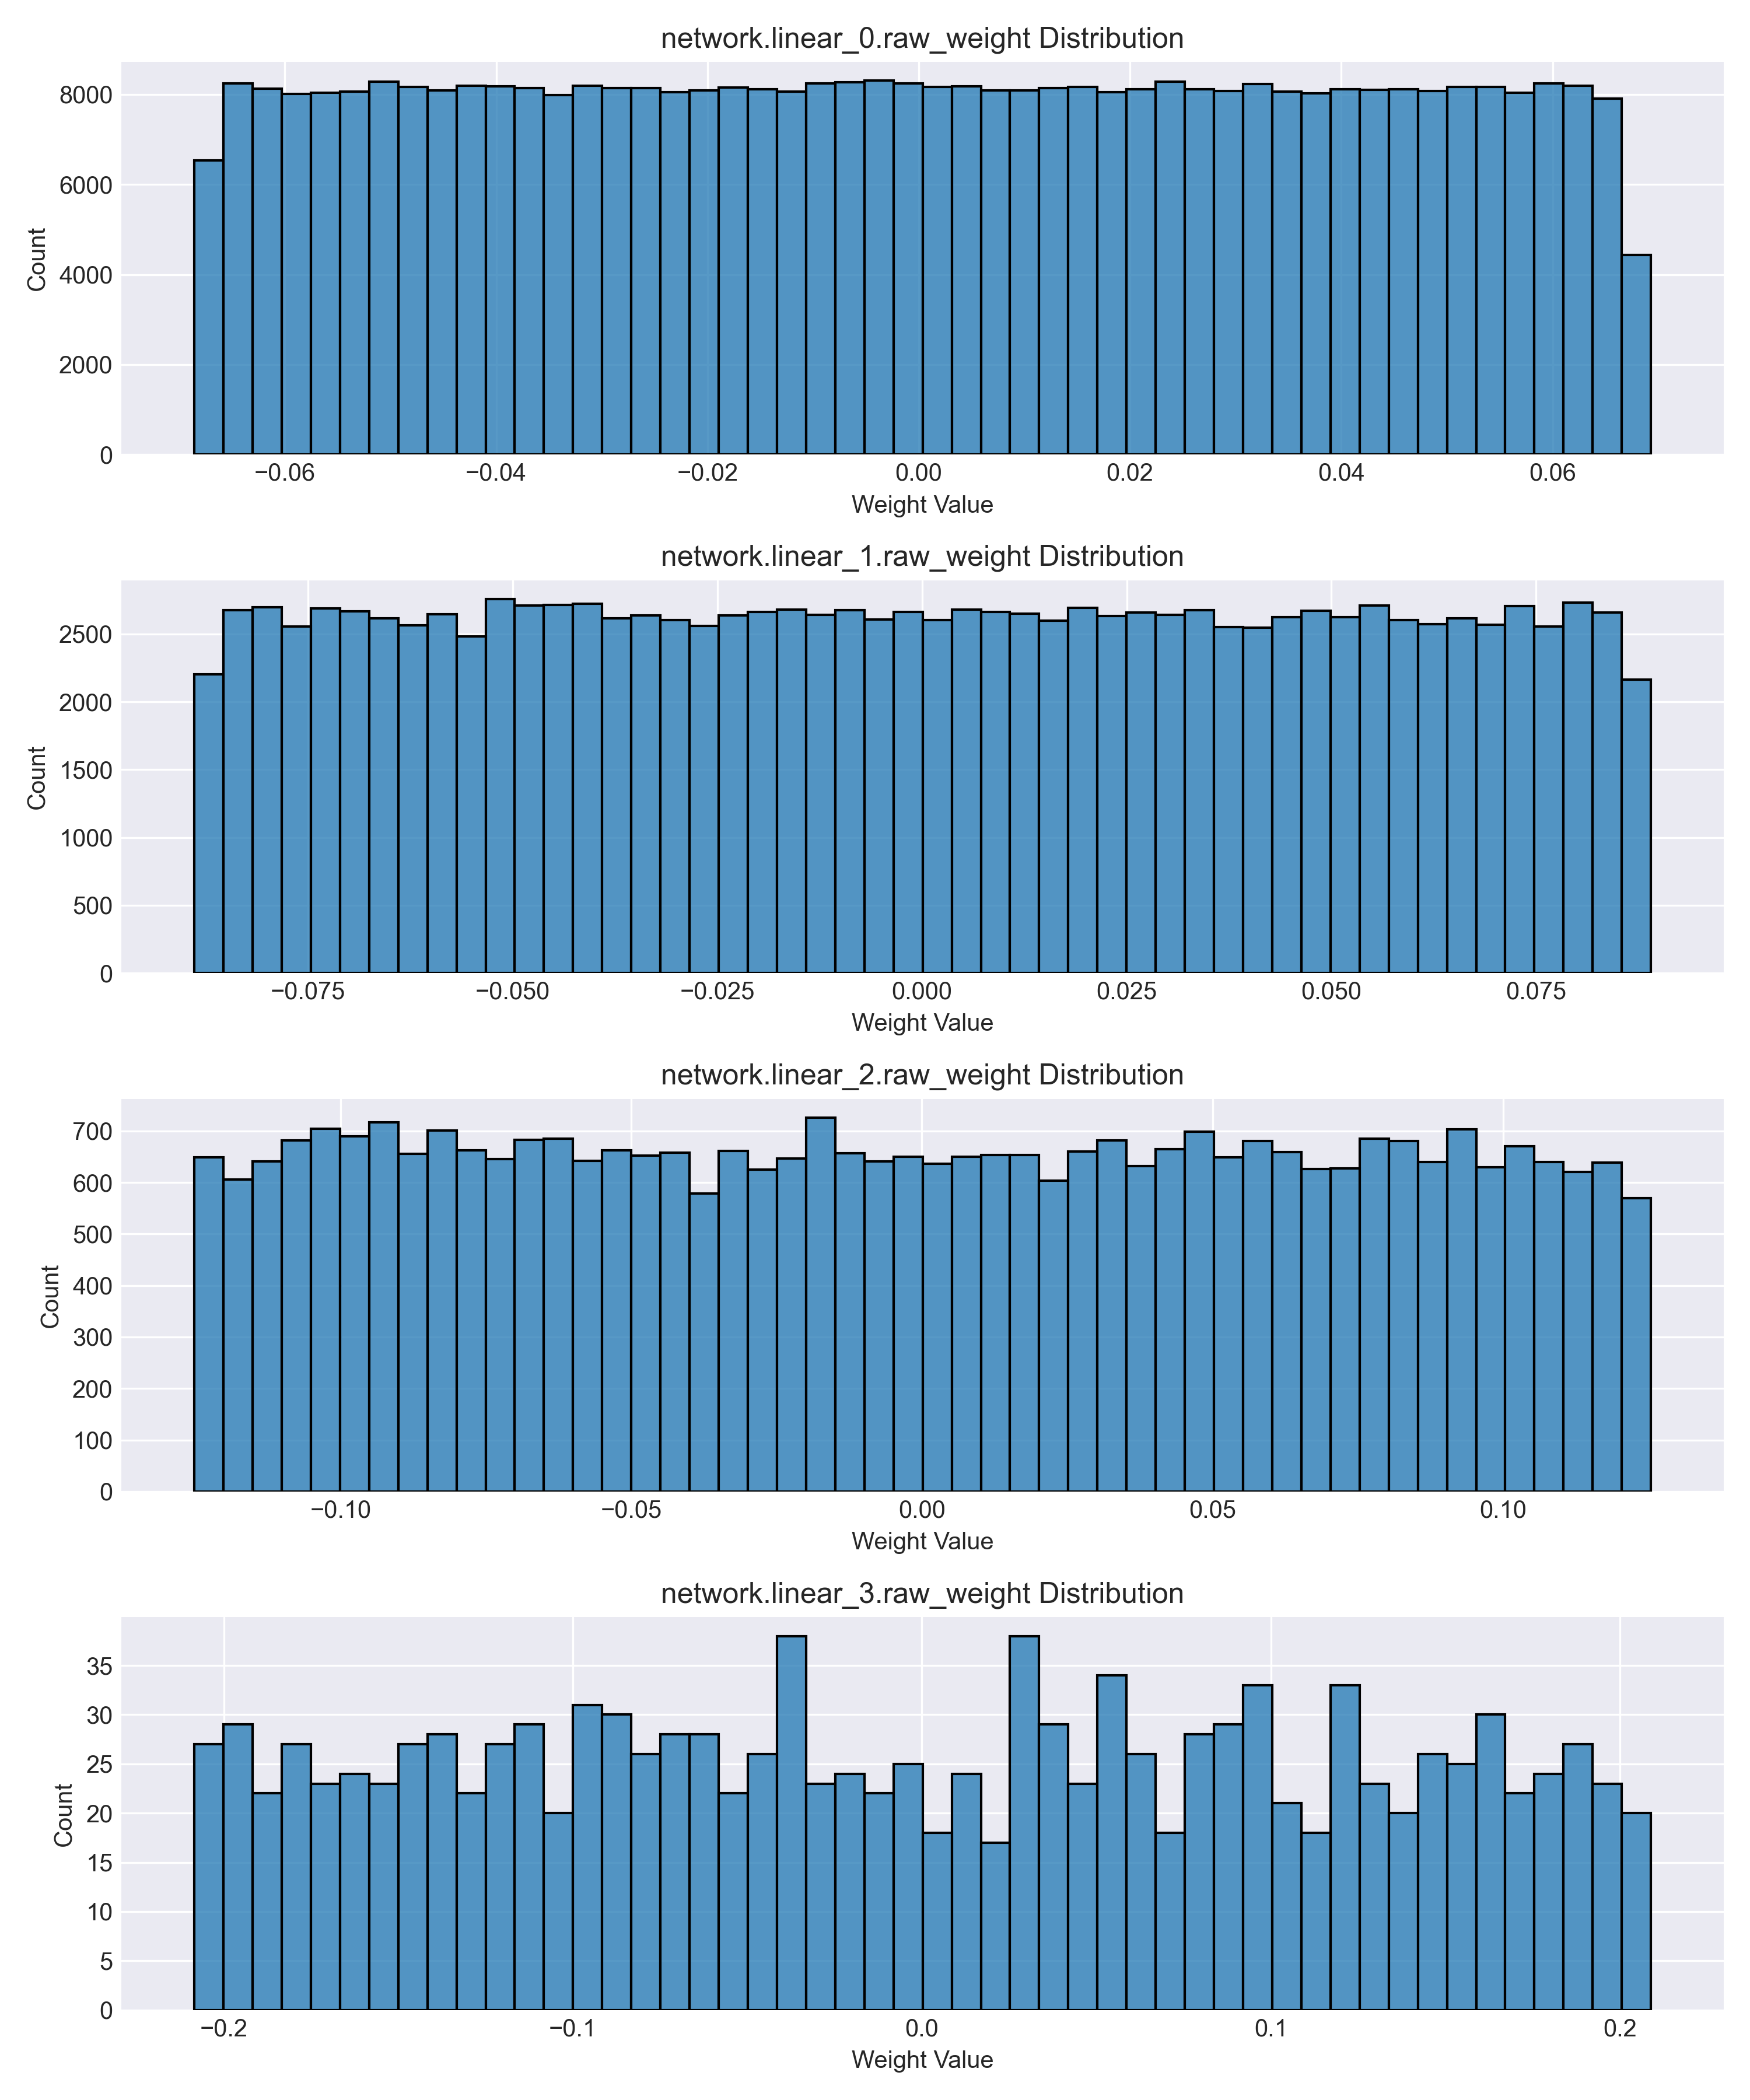 network.linear_0.raw_weight Distribution
8000
6000
4000
2000
0
Count
−0.06 −0.04 −0.02 0.00 0.02 0.04 0.06
Weight Value
network.linear_1.raw_weight Distribution
2500
2000
1500
1000
500
0
Count
−0.075 −0.050 −0.025 0.000 0.025 0.050 0.075
Weight Value
network.linear_2.raw_weight Distribution
700
600
500
400
300
200
100
0
Count
−0.10 −0.05 0.00 0.05 0.10
Weight Value
network.linear_3.raw_weight Distribution
35
30
25
20
15
10
5
0
Count
−0.2 −0.1 0.0 0.1 0.2
Weight Value